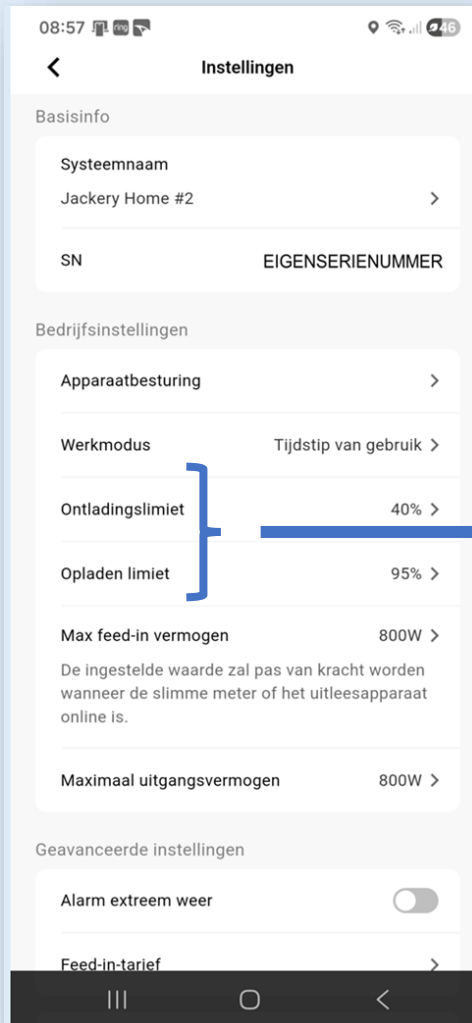 08:57 ring 46
Instellingen
Basisinfo
Systeemnaam
Jackery Home #2
SN EIGENSERIENUMMER
Bedrijfsinstellingen
Apparaatbesturing
Werkmodus Tijdstip van gebruik
Ontladingslimiet 40%
Opladen limiet 95%
Max feed-in vermogen 800W
De ingestelde waarde zal pas van kracht worden
wanneer de slimme meter of het uitleesapparaat
online is.
Maximaal uitgangsvermogen 800W
Geavanceerde instellingen
Alarm extreem weer
Feed-in-tarief